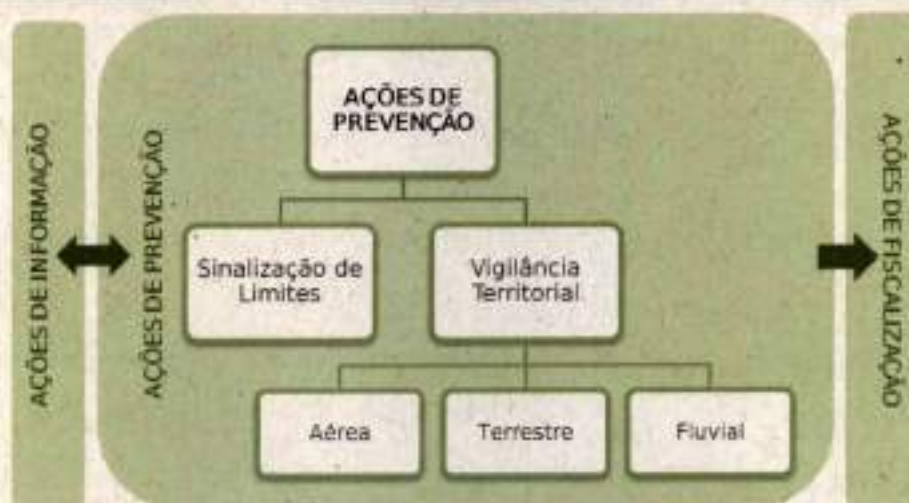 AÇÕES DE INFORMAÇÃO
AÇÕES DE PREVENÇÃO
AÇÕES DE
PREVENÇÃO
Sinalização de
Limites
Vigilância
Territorial
Aérea
Terrestre
Fluvial
AÇÕES DE FISCALIZAÇÃO